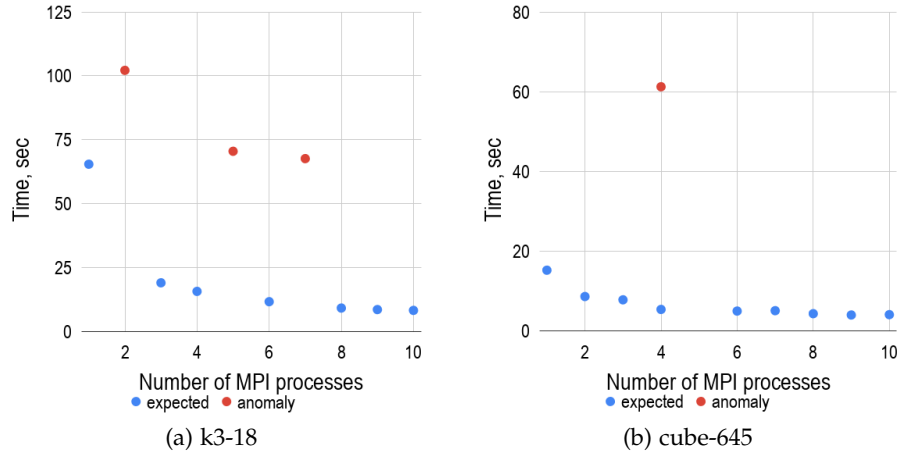 125
100
75
50
25
0
Time, sec
2 4 6 8 10
Number of MPI processes
expected anomaly
(a) k3-18
80
60
40
20
0
Time, sec
2 4 6 8 10
Number of MPI processes
expected anomaly
(b) cube-645